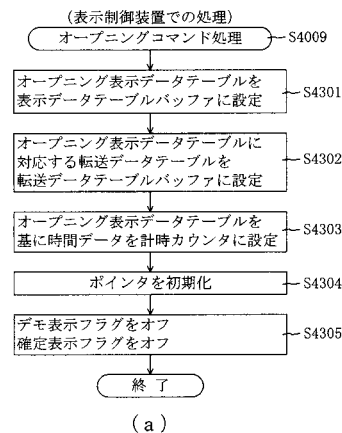 (表示制御装置での処理)
オープニングコマンド処理
S4009
オープニング表示データテーブルを
表示データテーブルバッファに設定
S4301
オープニング表示データテーブルに
対応する転送データテーブルを
転送データテーブルバッファに設定
S4302
オープニング表示データテーブルを
基に時間データを計時カウンタに設定
S4303
ポインタを初期化
S4304
デモ表示フラグをオフ
確定表示フラグをオフ
S4305
終了
(a)